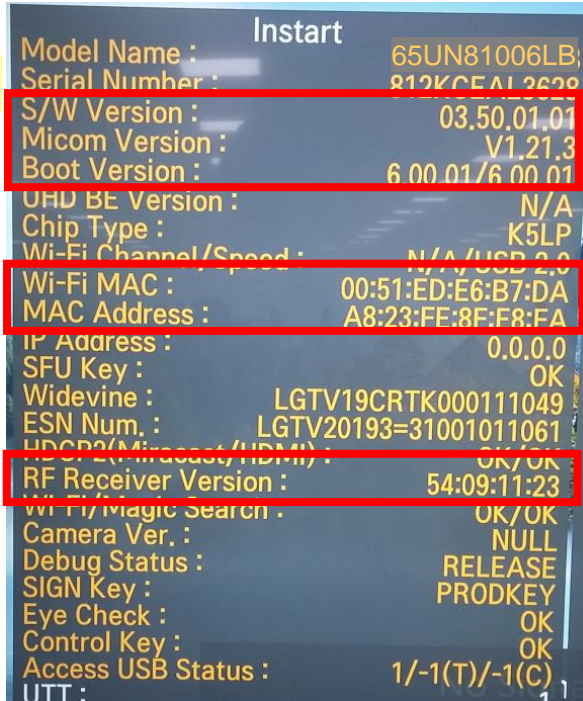 Instart
Model Name : 65UN81006LB
Serial Number : 812KCEAL3628
S/W Version : 03.50.01.01
Micom Version : V1.21.3
Boot Version : 6.00.01/6.00.01
UHD BE Version : N/A
Chip Type : K5LP
Wi-Fi Channel/Speed : N/A/USB 2.0
Wi-Fi MAC : 00:51:ED:E6:B7:DA
MAC Address : A8:23:FE:8F:F8:EA
IP Address : 0.0.0.0
SFU Key : OK
Widevine : LGTV19CRTK000111049
ESN Num. : LGTV20193=31001011061
HDCP2(Miracast/HDMI) : OK/OK
RF Receiver Version : 54:09:11:23
Wi-Fi/Magic Search : OK/OK
Camera Ver. : NULL
Debug Status : RELEASE
SIGN Key : PRODKEY
Eye Check : OK
Control Key : OK
Access USB Status : 1/-1(T)/-1(C)
UTT : 1